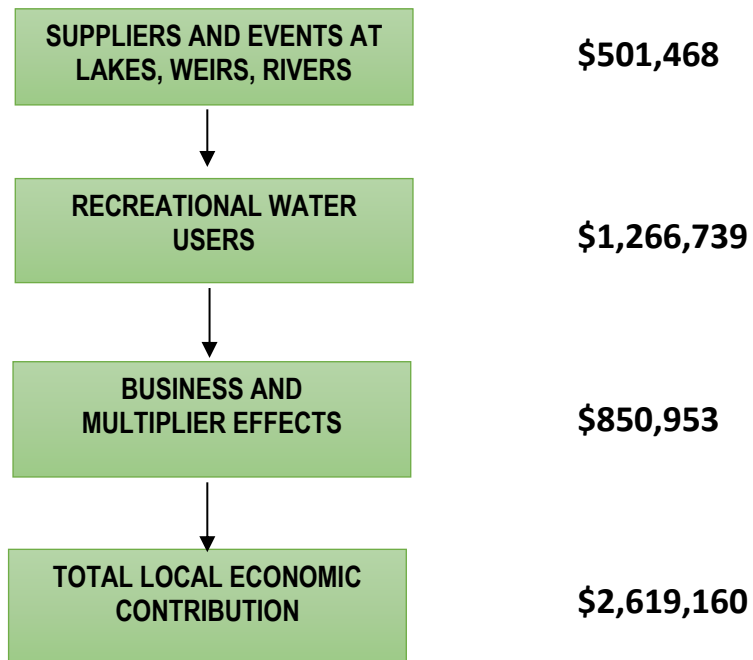 SUPPLIERS AND EVENTS AT
LAKES, WEIRS, RIVERS
$501,468
RECREATIONAL WATER
USERS
$1,266,739
BUSINESS AND
MULTIPLIER EFFECTS
$850,953
TOTAL LOCAL ECONOMIC
CONTRIBUTION
$2,619,160